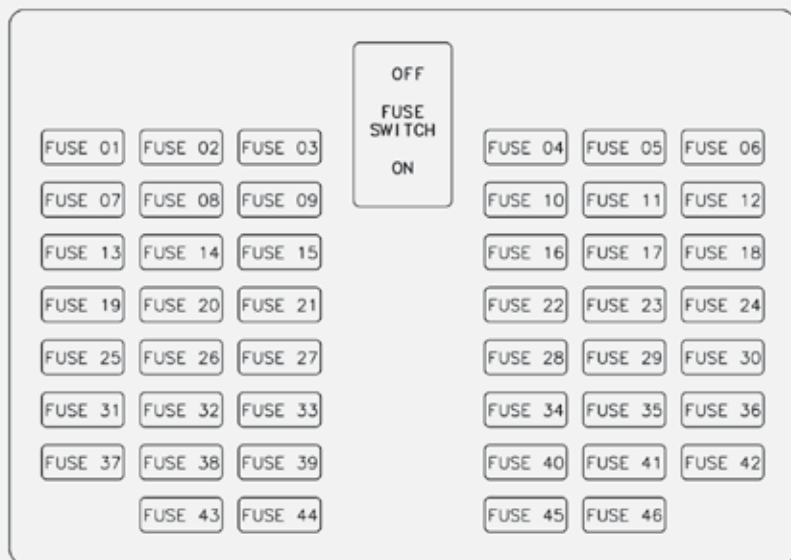 OFF
FUSE
SWITCH
ON
FUSE 01 FUSE 02 FUSE 03 FUSE 04 FUSE 05 FUSE 06
FUSE 07 FUSE 08 FUSE 09 FUSE 10 FUSE 11 FUSE 12
FUSE 13 FUSE 14 FUSE 15 FUSE 16 FUSE 17 FUSE 18
FUSE 19 FUSE 20 FUSE 21 FUSE 22 FUSE 23 FUSE 24
FUSE 25 FUSE 26 FUSE 27 FUSE 28 FUSE 29 FUSE 30
FUSE 31 FUSE 32 FUSE 33 FUSE 34 FUSE 35 FUSE 36
FUSE 37 FUSE 38 FUSE 39 FUSE 40 FUSE 41 FUSE 42
FUSE 43 FUSE 44 FUSE 45 FUSE 46